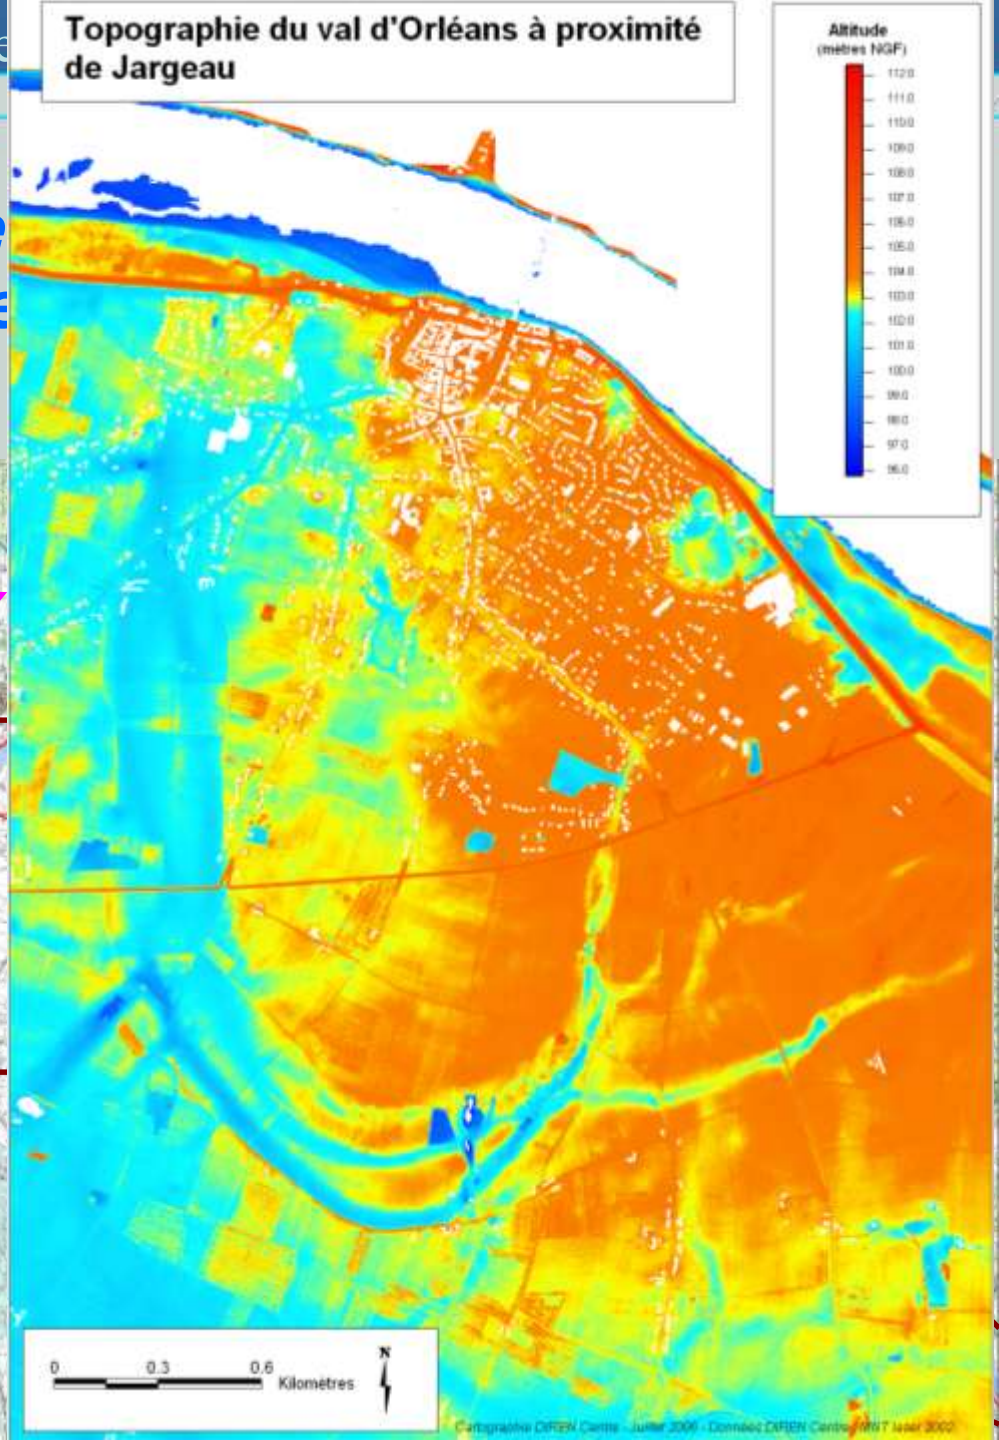 Topographie du val d'Orléans à proximité
de Jargeau
Altitude
(mètres NGF)
112.0
111.0
110.0
109.0
108.0
107.0
106.0
105.0
104.0
103.0
102.0
101.0
100.0
99.0
98.0
97.0
96.0
0 0.3 0.6
Kilomètres
N
Cartographie DIREN Centre - Juillet 2006 - Données DIREN Centre, MNT laser 2002